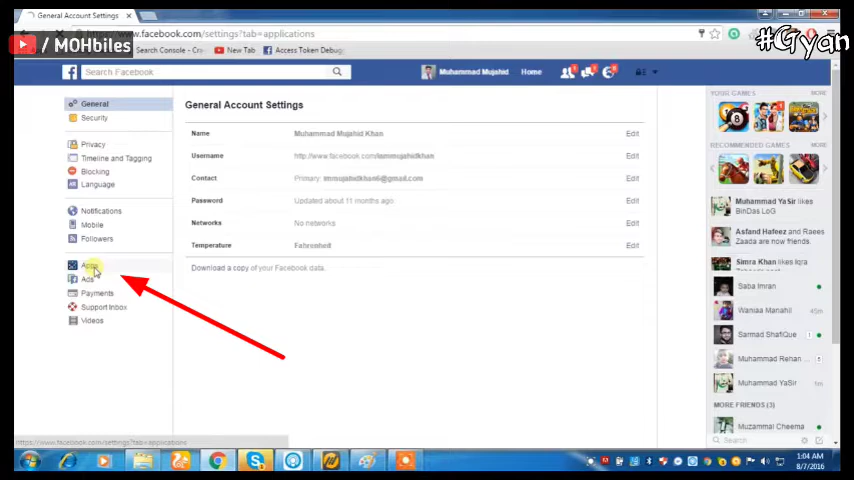 General Account Settings
https://www.facebook.com/settings?tab=applications
/ MOHbiles
#Gyan
Search Console - Cry
New Tab
Access Token Debug
Search Facebook
Muhammad Mujahid
Home
General
Security
Privacy
Timeline and Tagging
Blocking
Language
Notifications
Mobile
Followers
Apps
Ads
Payments
Support Inbox
Videos
General Account Settings
Name Muhammad Mujahid Khan Edit
Username Edit
Contact Primary: Edit
Password Updated about 11 months ago. Edit
Networks No networks Edit
Temperature Fahrenheit Edit
Download a copy of your Facebook data.
YOUR GAMES MORE
RECOMMENDED GAMES MORE
Muhammad YaSir likes
BinDas LoG
Asfand Hafeez and Raees
Zaada are now friends.
Simra Khan likes Iqra
Saba Imran
Waniaa Manahil 45m
Sarmad ShafiQue 1
Muhammad Rehan ...
Muhammad YaSir 1m
MORE FRIENDS (3)
Muzammal Cheema
Search
https://www.facebook.com/settings?tab=applications
1:04 AM
8/7/2016